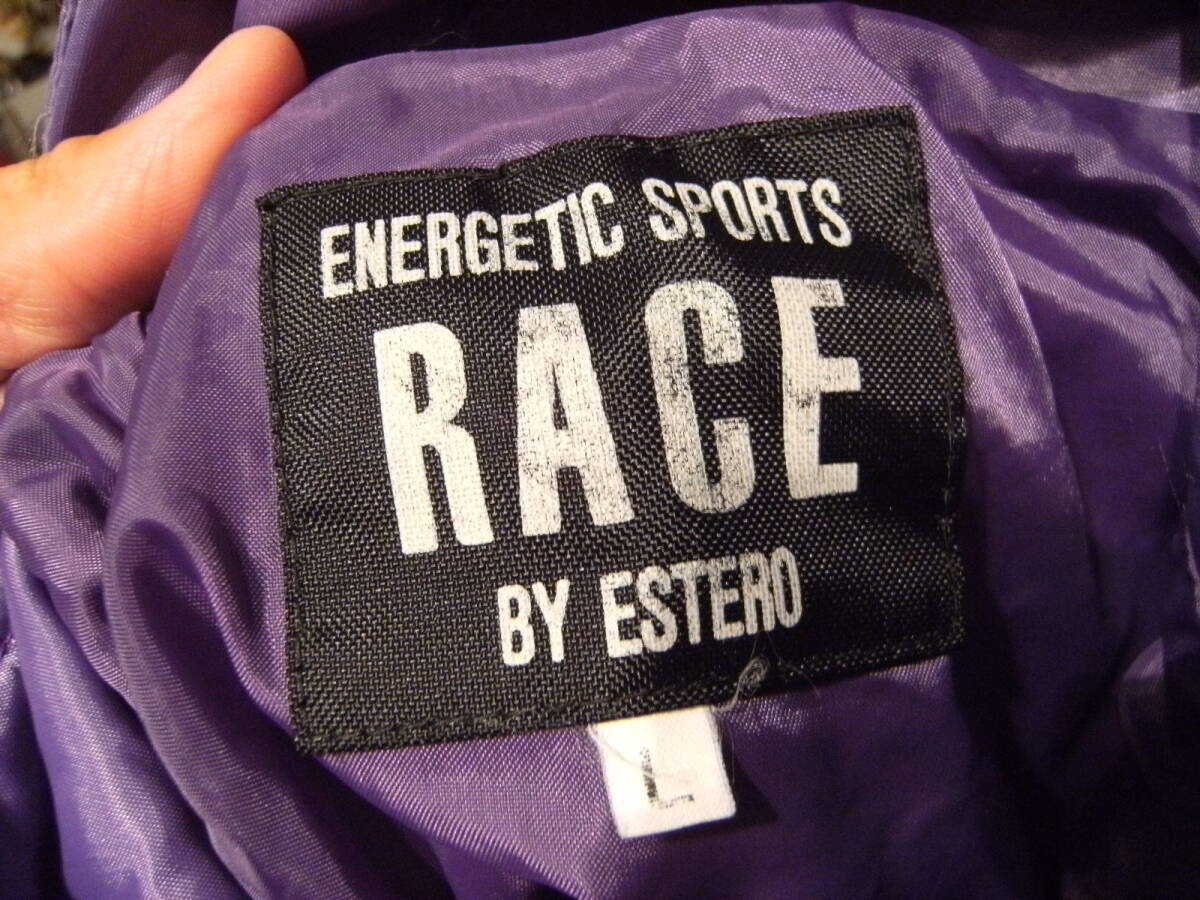 ENERGETIC SPORTS
RACE
BY ESTERO
L